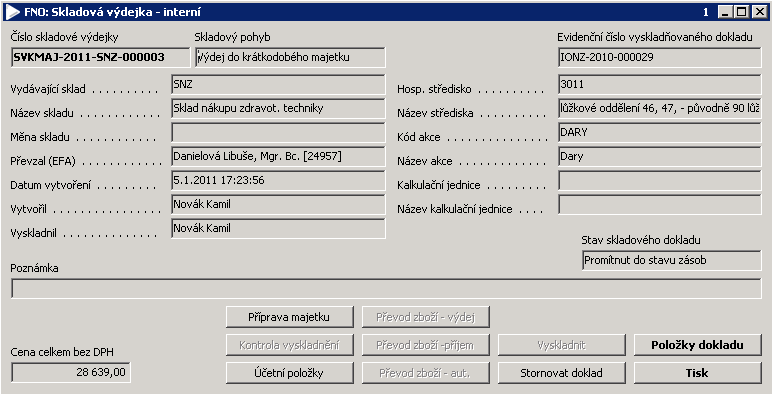 FNO: Skladová výdejka - interní 1
Číslo skladové výdejky Skladový pohyb Evidenční číslo vyskladňovaného dokladu
SVKMAJ-2011-SNZ-000003 Výdej do krátkodobého majetku IONZ-2010-000029
Vydávající sklad . . . . . . . . . SNZ Hosp. středisko . . . . . . . . . . 3011
Název skladu . . . . . . . . . . . Sklad nákupu zdravot. techniky Název střediska . . . . . . . . . . lůžkové oddělení 46, 47, - původně 90 lůž
Měna skladu . . . . . . . . . . . Kód akce . . . . . . . . . . . . . DARY
Převzal (EFA) . . . . . . . . . . Danielová Libuše, Mgr. Bc. [24957] Název akce . . . . . . . . . . . . Dary
Datum vytvoření . . . . . . . . 5.1.2011 17:23:56 Kalkulační jednice . . . . . . . .
Vytvořil . . . . . . . . . . . . . . Novák Kamil Název kalkulační jednice . . . .
Vyskladnil . . . . . . . . . . . . Novák Kamil
Stav skladového dokladu
Promítnut do stavu zásob
Poznámka
Příprava majetku Převod zboží - výdej
Kontrola vyskladnění Převod zboží -příjem Vyskladnit Položky dokladu
Cena celkem bez DPH
28 639,00 Účetní položky Převod zboží - aut. Stornovat doklad Tisk